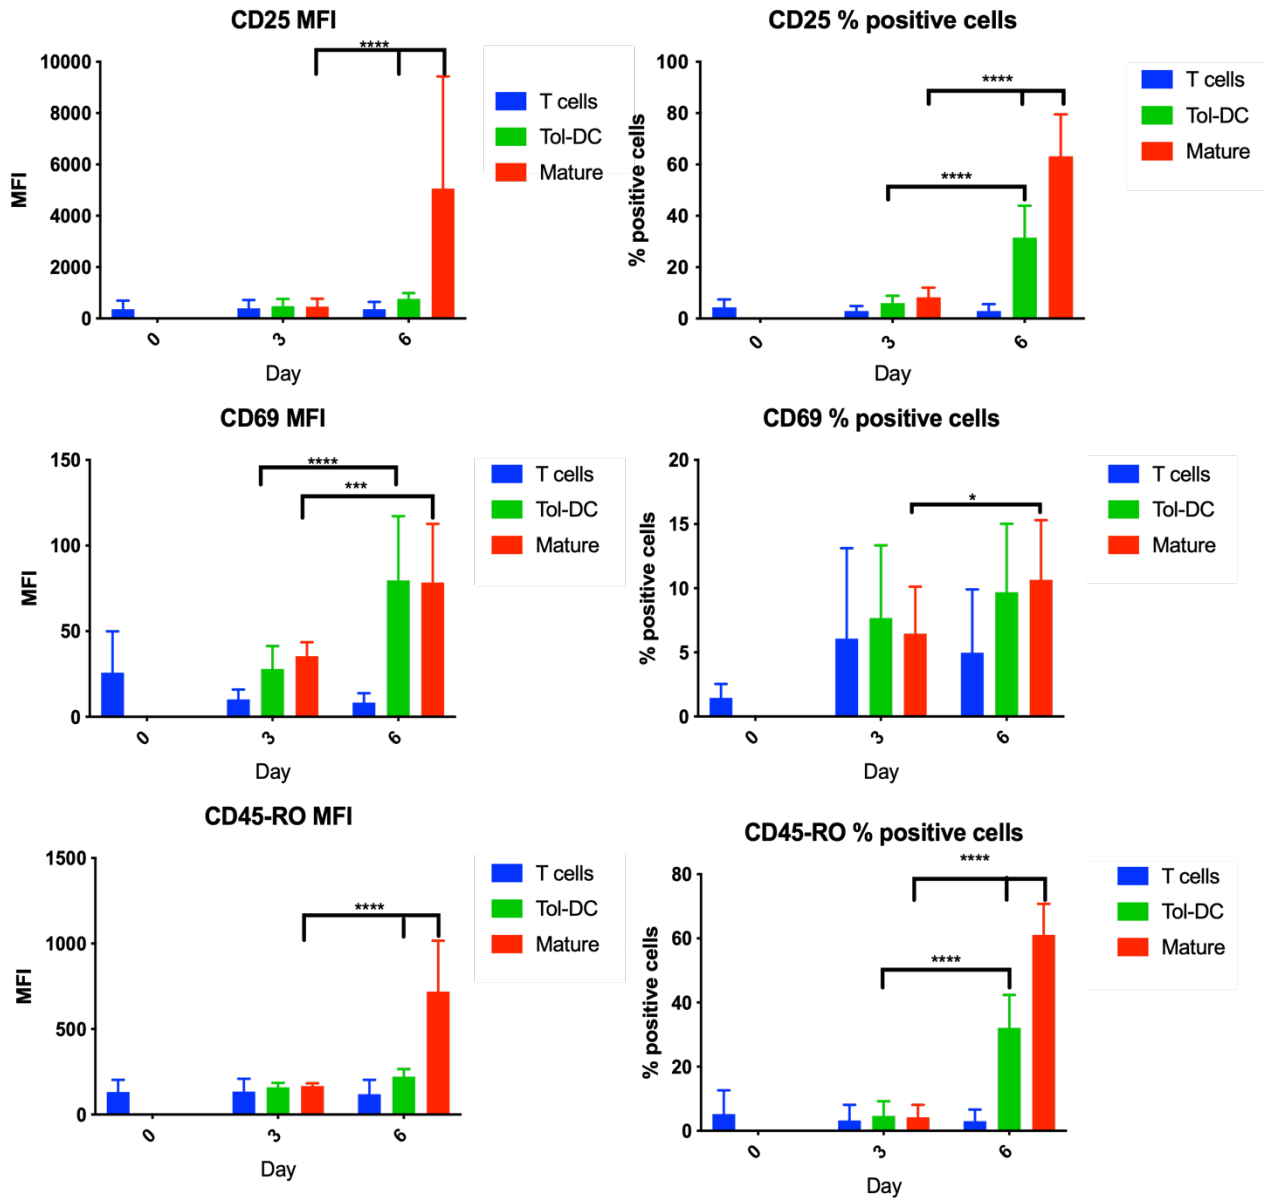 CD25 MFI
****
10000
8000
6000
4000
2000
0
MFI
0
3
6
Day
T cells
Tol-DC
Mature
CD25 % positive cells
****
****
100
80
60
40
20
0
% positive cells
0
3
6
Day
T cells
Tol-DC
Mature
CD69 MFI
****
***
150
100
50
0
MFI
0
3
6
Day
T cells
Tol-DC
Mature
CD69 % positive cells
*
20
15
10
5
0
% positive cells
0
3
6
Day
T cells
Tol-DC
Mature
CD45-RO MFI
****
1500
1000
500
0
MFI
0
3
6
Day
T cells
Tol-DC
Mature
CD45-RO % positive cells
****
****
80
60
40
20
0
% positive cells
0
3
6
Day
T cells
Tol-DC
Mature